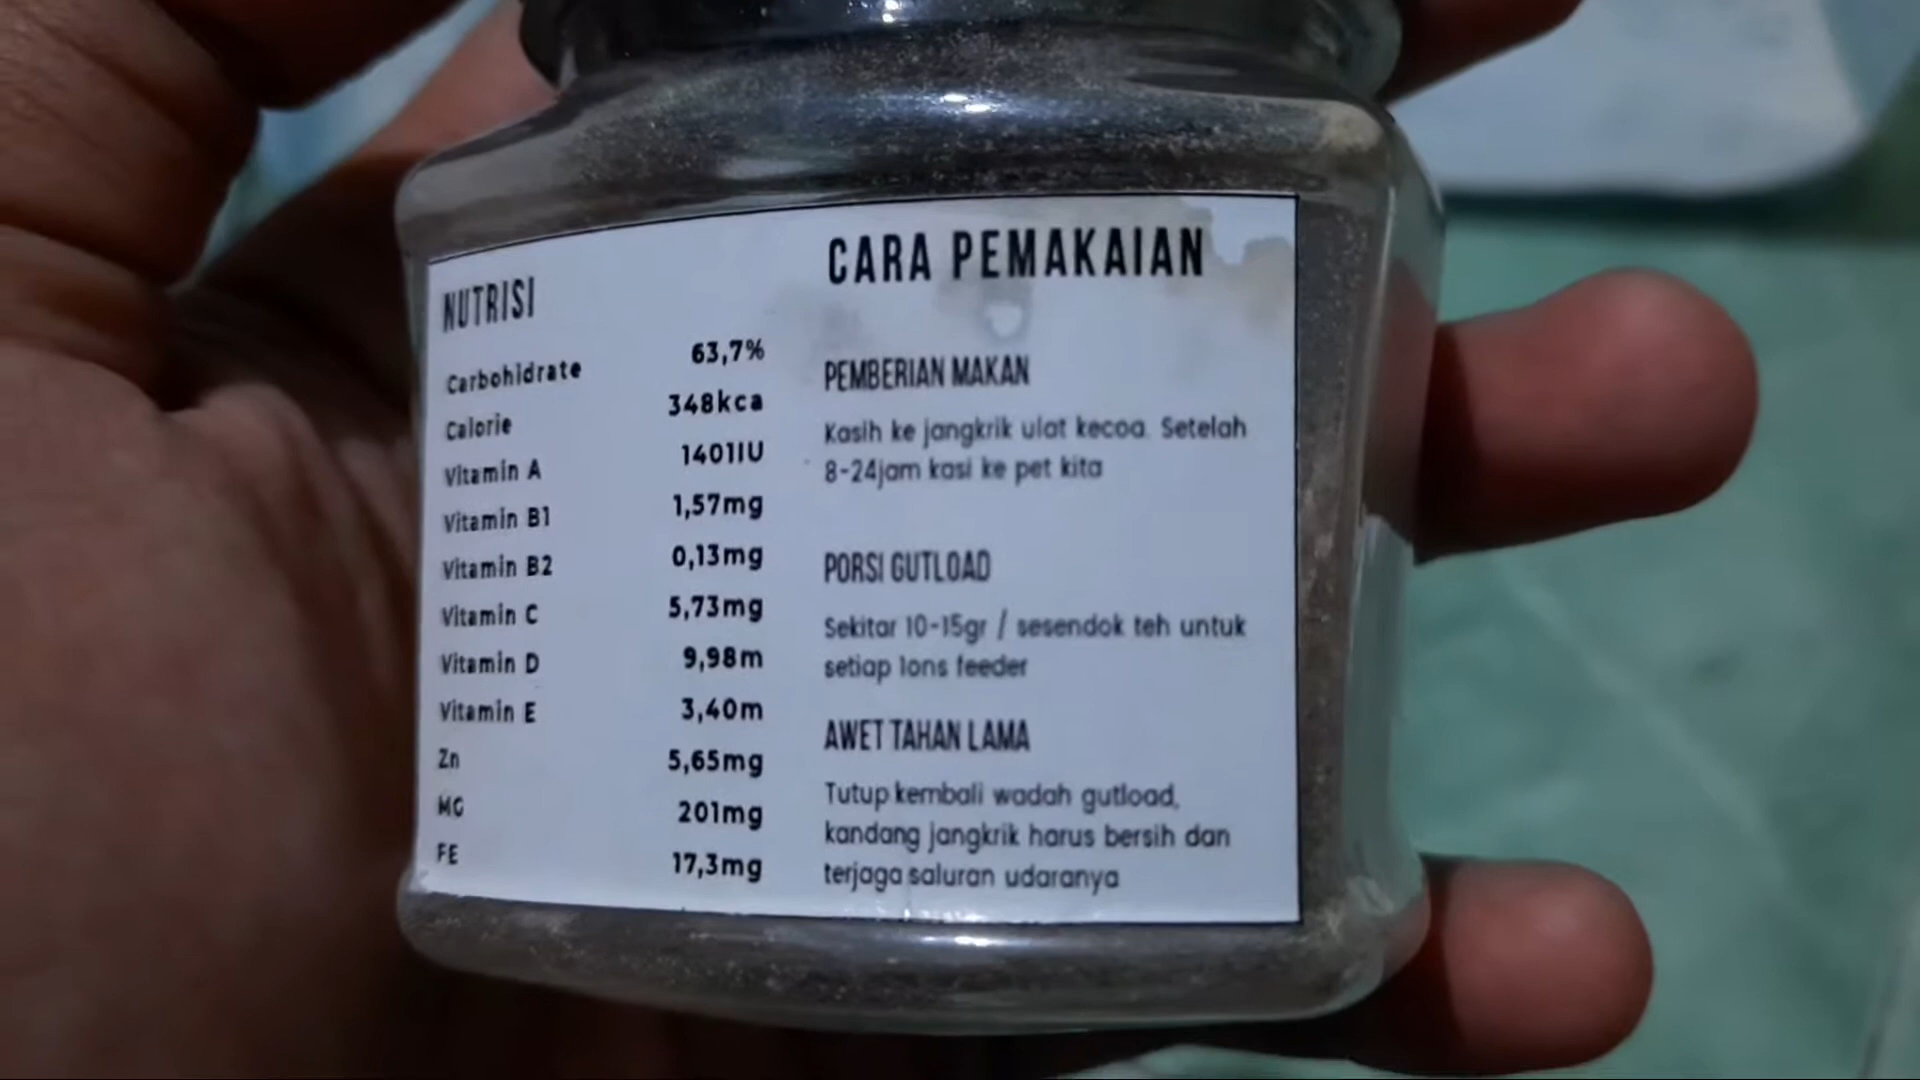 NUTRISI
Carbohidrate 63,7%
Calorie 348kca
Vitamin A 1401IU
Vitamin B1 1,57mg
Vitamin B2 0,13mg
Vitamin C 5,73mg
Vitamin D 9,98m
Vitamin E 3,40m
Zn 5,65mg
MG 201mg
FE 17,3mg
CARA PEMAKAIAN
PEMBERIAN MAKAN
Kasih ke jangkrik ulat kecoa. Setelah
8-24jam kasi ke pet kita
PORSI GUTLOAD
Sekitar 10-15gr / sesendok teh untuk
setiap 1ons feeder
AWET TAHAN LAMA
Tutup kembali wadah gutload,
kandang jangkrik harus bersih dan
terjaga saluran udaranya